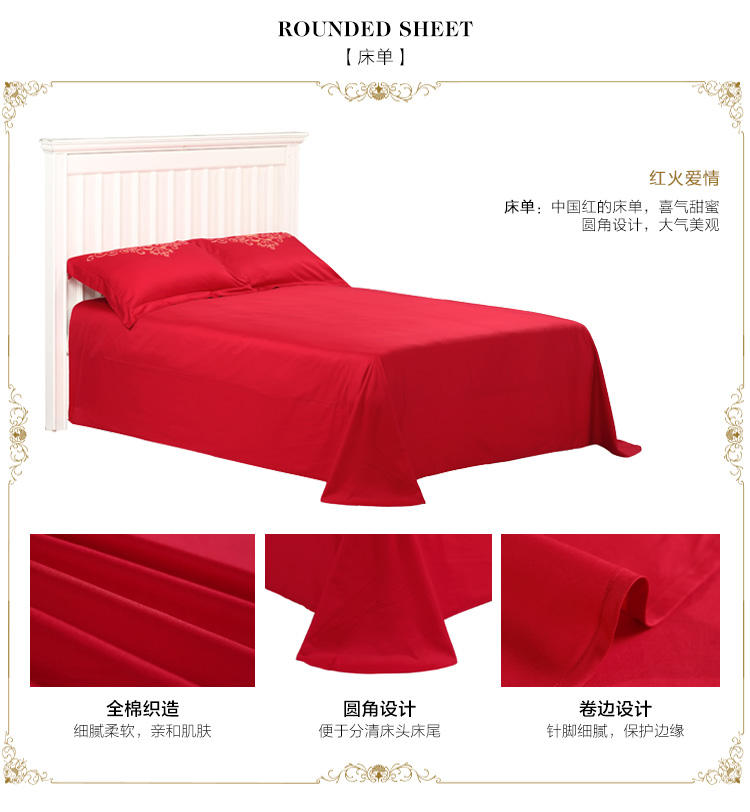 ROUNDED SHEET
【床单】
红火爱情
床单：中国红的床单，喜气甜蜜
圆角设计，大气美观
全棉织造
细腻柔软，亲和肌肤
圆角设计
便于分清床头床尾
卷边设计
针脚细腻，保护边缘